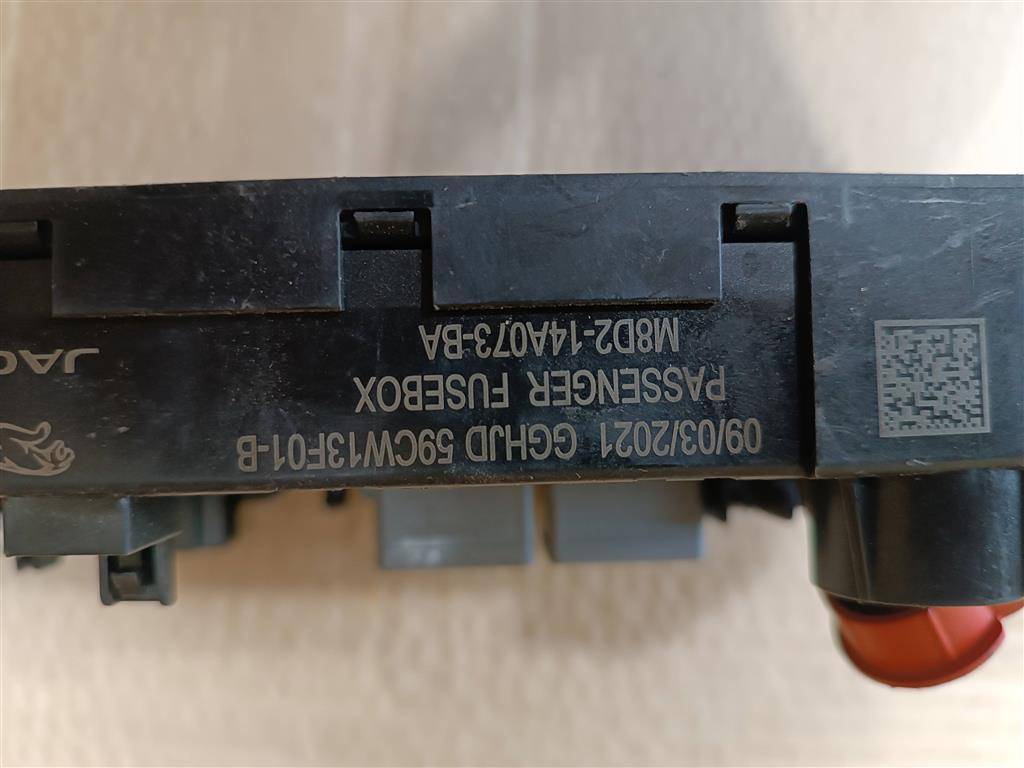 09/03/2021 GGHJD 59CW13F01-B
PASSENGER FUSEBOX
M8D2-14A073-BA